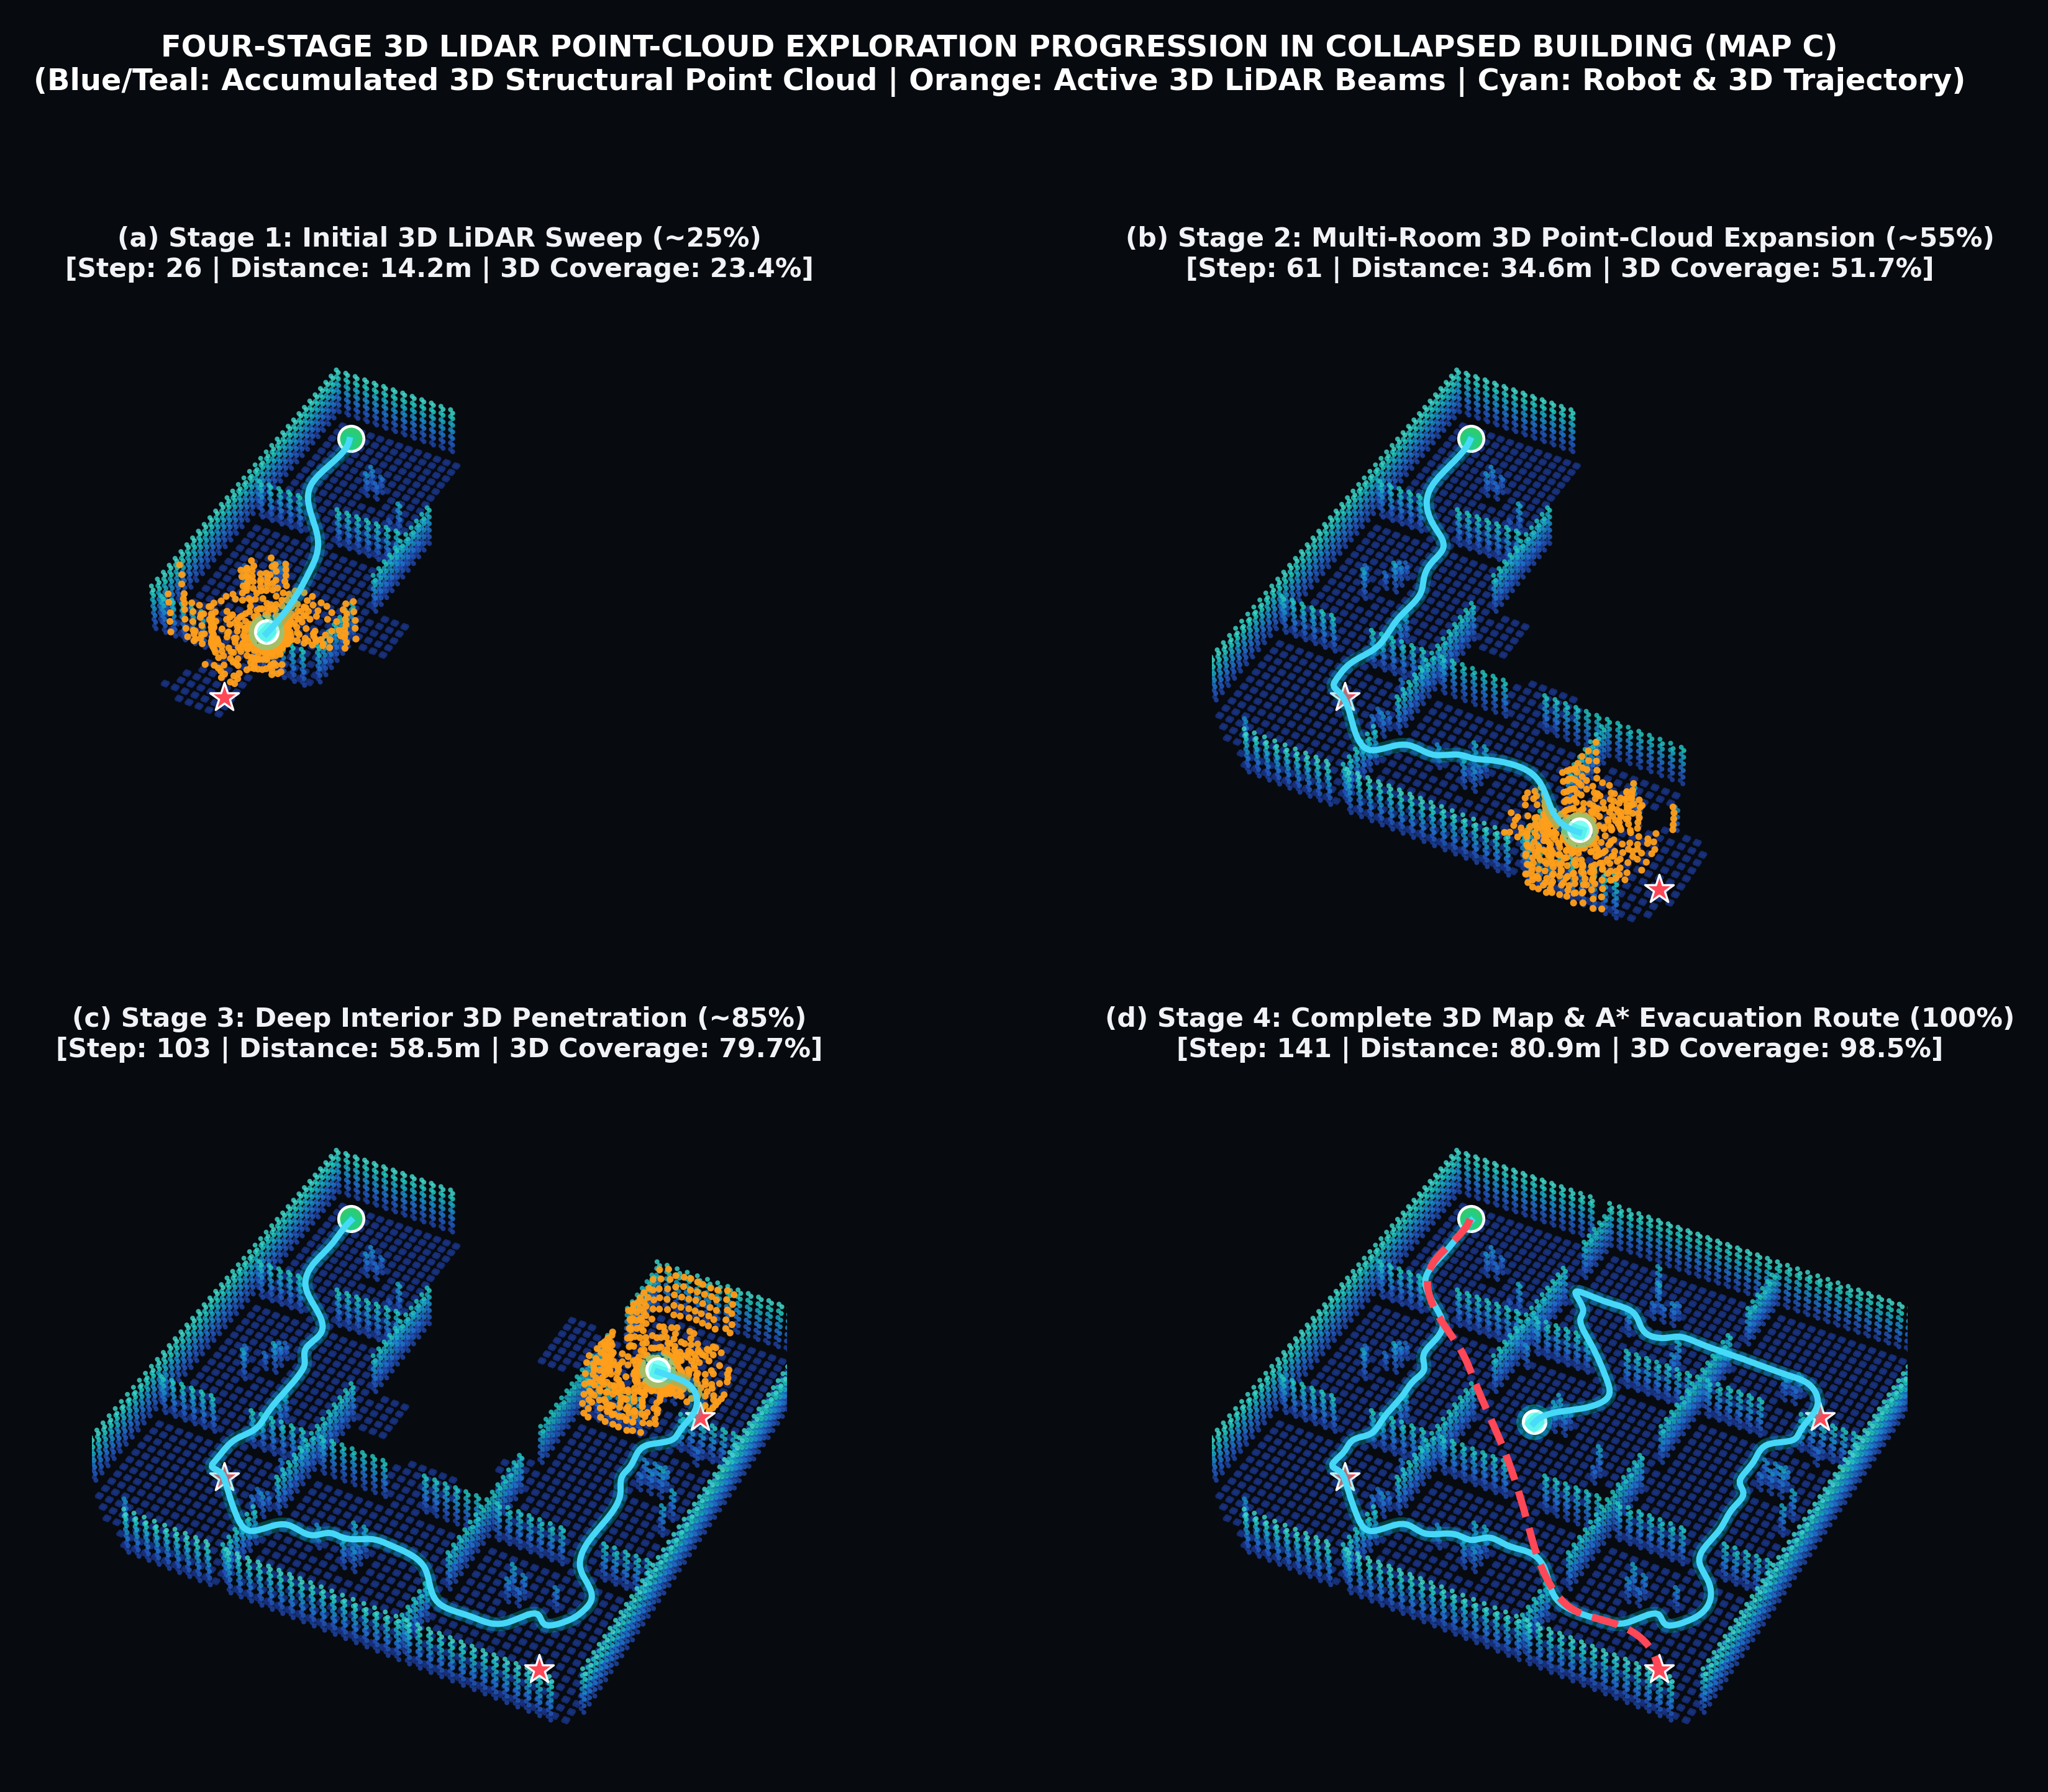 FOUR-STAGE 3D LIDAR POINT-CLOUD EXPLORATION PROGRESSION IN COLLAPSED BUILDING (MAP C)
(Blue/Teal: Accumulated 3D Structural Point Cloud | Orange: Active 3D LiDAR Beams | Cyan: Robot & 3D Trajectory)
(a) Stage 1: Initial 3D LiDAR Sweep (~25%)
[Step: 26 | Distance: 14.2m | 3D Coverage: 23.4%]
(b) Stage 2: Multi-Room 3D Point-Cloud Expansion (~55%)
[Step: 61 | Distance: 34.6m | 3D Coverage: 51.7%]
(c) Stage 3: Deep Interior 3D Penetration (~85%)
[Step: 103 | Distance: 58.5m | 3D Coverage: 79.7%]
(d) Stage 4: Complete 3D Map & A* Evacuation Route (100%)
[Step: 141 | Distance: 80.9m | 3D Coverage: 98.5%]